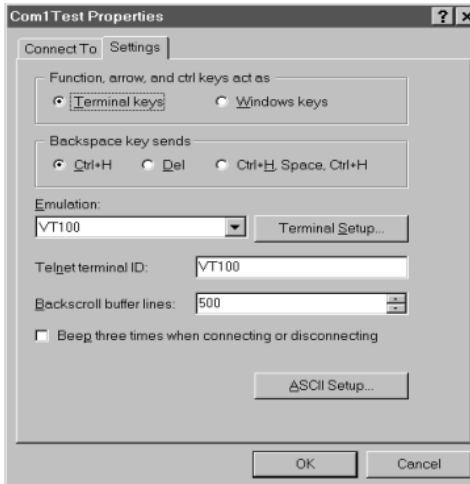 Com1Test Properties
Connect To Settings
Function, arrow, and ctrl keys act as
Terminal keys Windows keys
Backspace key sends
Ctrl+H Del Ctrl+H, Space, Ctrl+H
Emulation:
VT100 Terminal Setup...
Telnet terminal ID: VT100
Backscroll buffer lines: 500
Beep three times when connecting or disconnecting
ASCII Setup...
OK Cancel